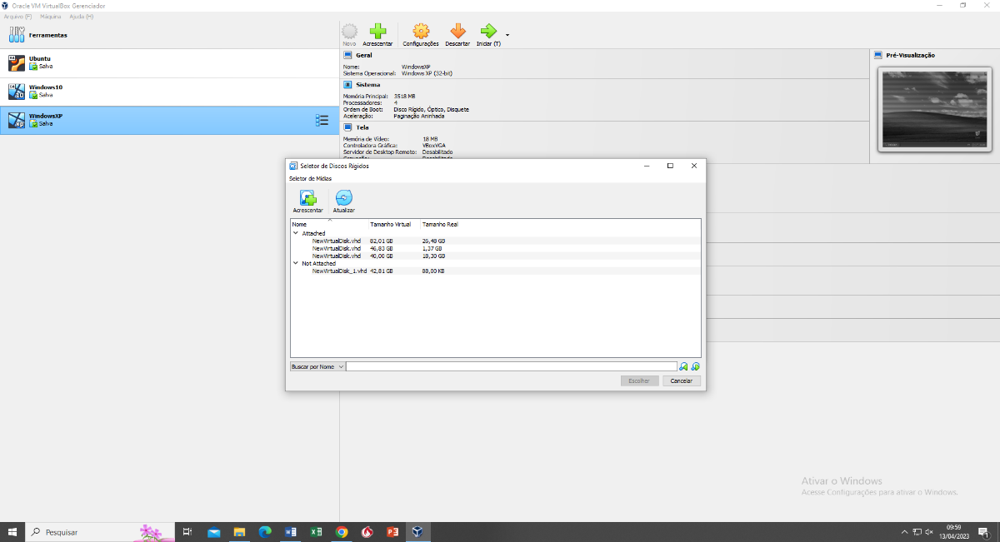 Oracle VM VirtualBox Gerenciador
Arquivo (F) Máquina Ajuda (H)
Ferramentas
Novo Acrescentar Configurações Descartar Iniciar (T)
Ubuntu
Salva
Windows10
Salva
WindowsXP
Salva
Geral
Nome: WindowsXP
Sistema Operacional: Windows XP (32-bit)
Sistema
Memória Principal: 3518 MB
Processadores: 4
Ordem de Boot: Disco Rígido, Óptico, Disquete
Aceleração: Paginação Aninhada
Tela
Memória de Vídeo: 18 MB
Controladora Gráfica: VBoxVGA
Servidor de Desktop Remoto: Desabilitado
Pré-Visualização
Seletor de Discos Rígidos
Seletor de Mídias
Acrescentar Atualizar
Nome Tamanho Virtual Tamanho Real
Attached
NewVirtualDisk.vhd 82,01 GB 26,48 GB
NewVirtualDisk.vhd 46,83 GB 1,37 GB
NewVirtualDisk.vhd 40,00 GB 18,30 GB
Not Attached
NewVirtualDisk_1.vhd 42,81 GB 88,00 KB
Buscar por Nome
Escolher Cancelar
Ativar o Windows
Acesse Configurações para ativar o Windows.
Pesquisar
09:59
13/04/2023